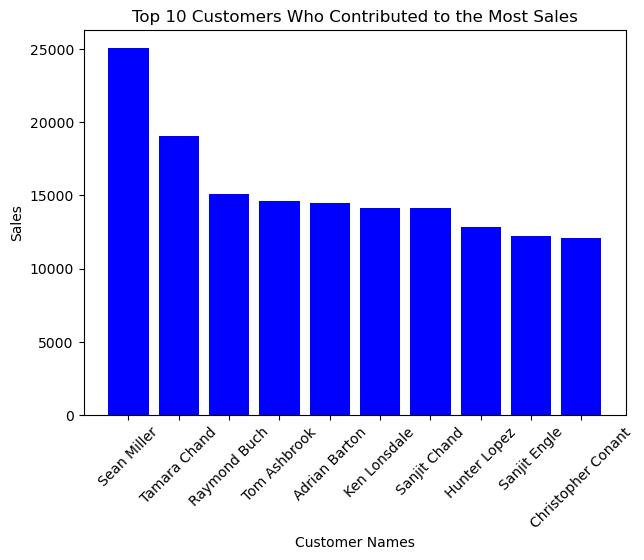 Top 10 Customers Who Contributed to the Most Sales
25000
20000
15000
10000
5000
0
Sales
Sean Miller
Tamara Chand
Raymond Buch
Tom Ashbrook
Adrian Barton
Ken Lonsdale
Sanjit Chand
Hunter Lopez
Sanjit Engle
Christopher Conant
Customer Names